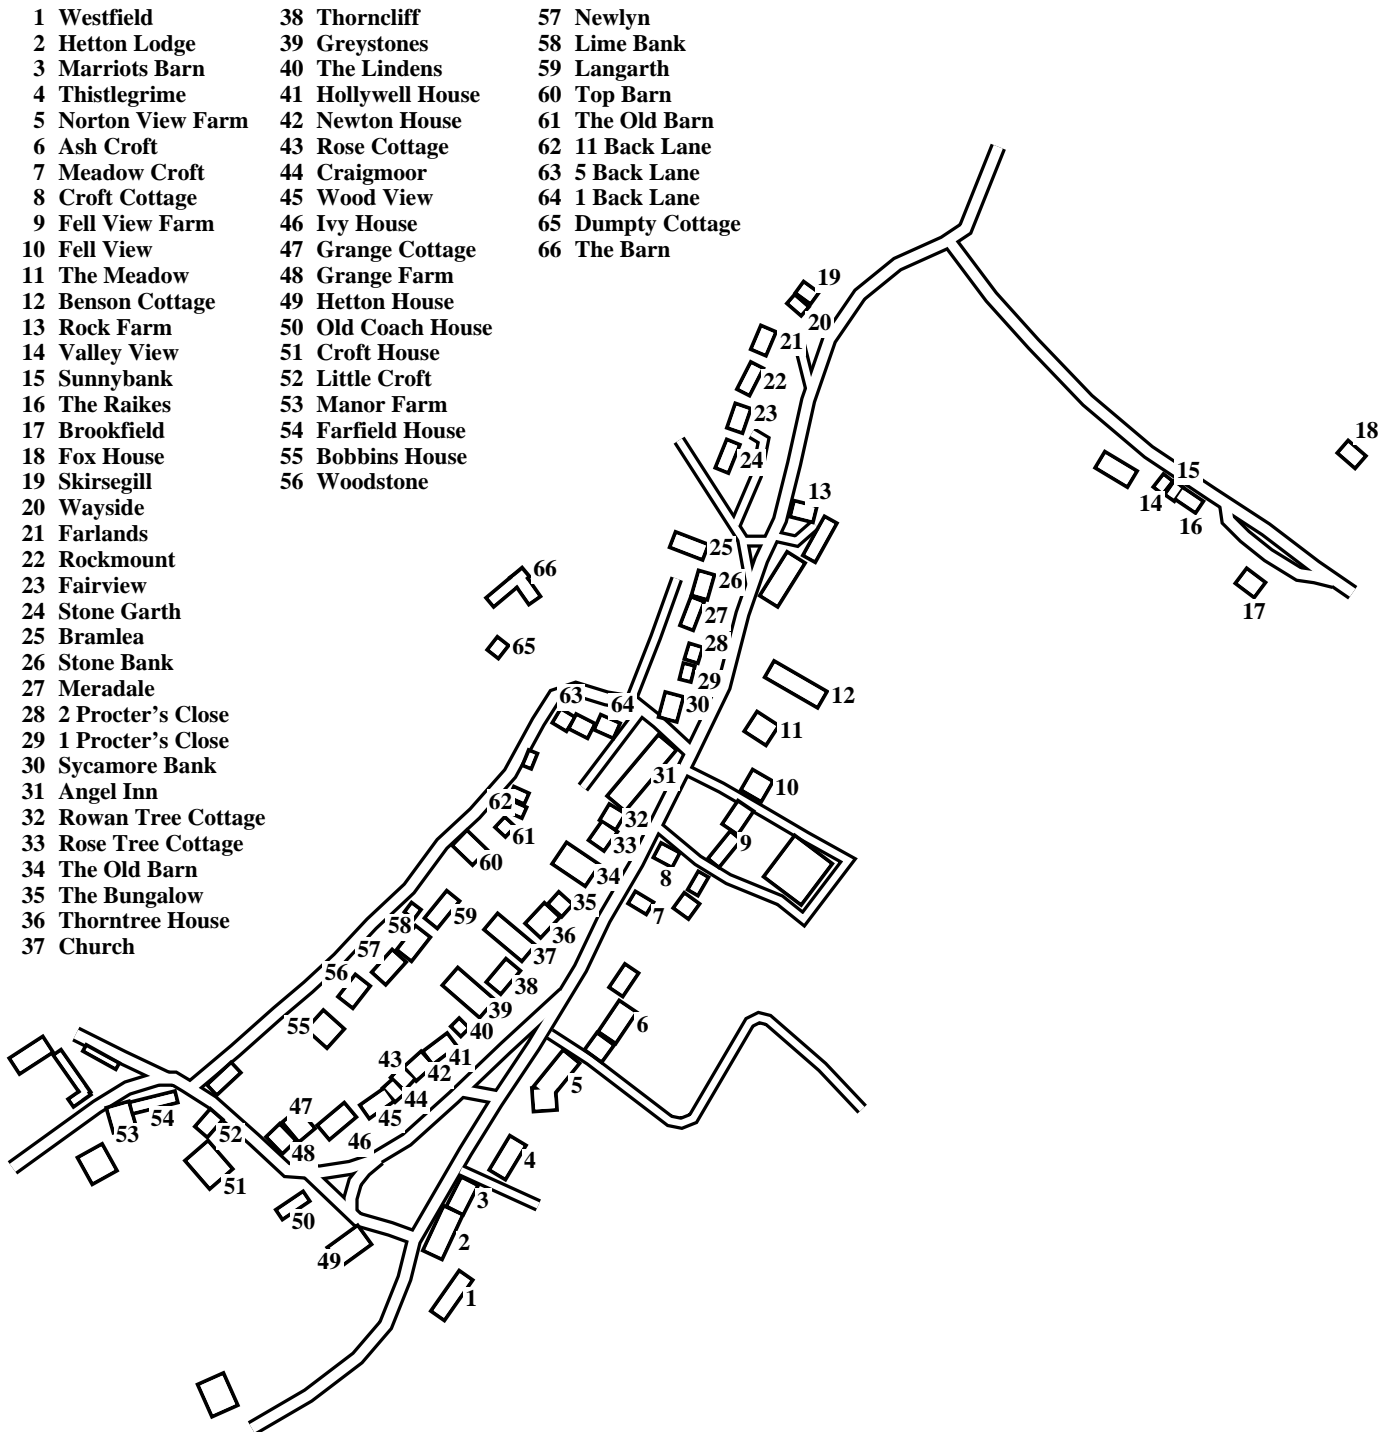 1 Westfield
2 Hetton Lodge
3 Marriots Barn
4 Thistlegrime
5 Norton View Farm
6 Ash Croft
7 Meadow Croft
8 Croft Cottage
9 Fell View Farm
10 Fell View
11 The Meadow
12 Benson Cottage
13 Rock Farm
14 Valley View
15 Sunnybank
16 The Raikes
17 Brookfield
18 Fox House
19 Skirsegill
20 Wayside
21 Farlands
22 Rockmount
23 Fairview
24 Stone Garth
25 Bramlea
26 Stone Bank
27 Meradale
28 2 Procter's Close
29 1 Procter's Close
30 Sycamore Bank
31 Angel Inn
32 Rowan Tree Cottage
33 Rose Tree Cottage
34 The Old Barn
35 The Bungalow
36 Thorntree House
37 Church
38 Thorncliff
39 Greystones
40 The Lindens
41 Hollywell House
42 Newton House
43 Rose Cottage
44 Craigmoor
45 Wood View
46 Ivy House
47 Grange Cottage
48 Grange Farm
49 Hetton House
50 Old Coach House
51 Croft House
52 Little Croft
53 Manor Farm
54 Farfield House
55 Bobbins House
56 Woodstone
57 Newlyn
58 Lime Bank
59 Langarth
60 Top Barn
61 The Old Barn
62 11 Back Lane
63 5 Back Lane
64 1 Back Lane
65 Dumpty Cottage
66 The Barn
19
20
21
22
23
18
24
15
13
14
16
25
66
26
17
27
28
65
29
12
63
64
30
11
31
10
62
32
61
33
9
60
8
34
35
59
7
58
36
57
37
56
38
39
6
55
40
41
43
42
5
44
47
45
54
53
52
46
48
4
51
3
50
2
49
1